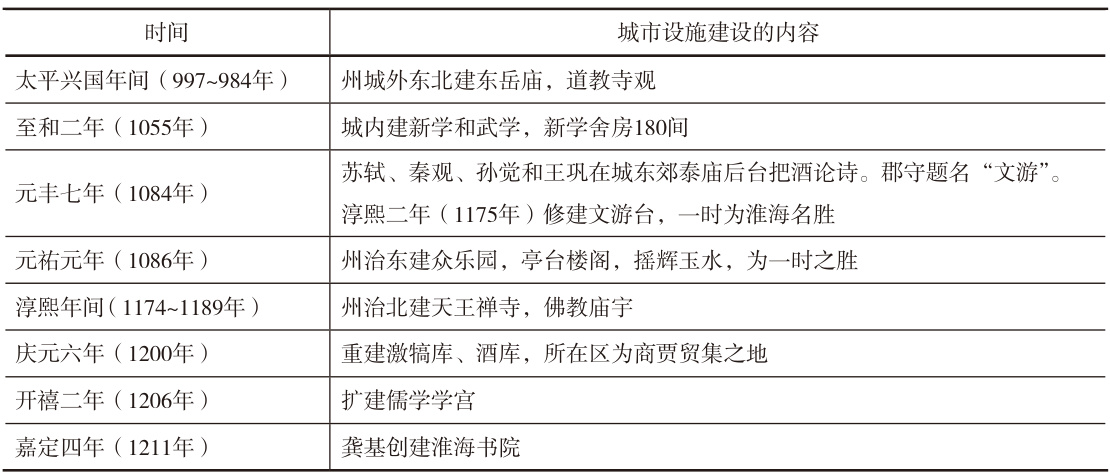 时间 城市设施建设的内容
太平兴国年间（997~984年） 州城外东北建东岳庙，道教寺观
至和二年（1055年） 城内建新学和武学，新学舍房180间
元丰七年（1084年） 苏轼、秦观、孙觉和王巩在城东郊泰庙后台把酒论诗。郡守题名“文游”。
淳熙二年（1175年）修建文游台，一时为淮海名胜
元祐元年（1086年） 州治东建众乐园，亭台楼阁，摇辉玉水，为一时之胜
淳熙年间（1174~1189年） 州治北建天王禅寺，佛教庙宇
庆元六年（1200年） 重建激犒库、酒库，所在区为商贾贸集之地
开禧二年（1206年） 扩建儒学学宫
嘉定四年（1211年） 龚基创建淮海书院